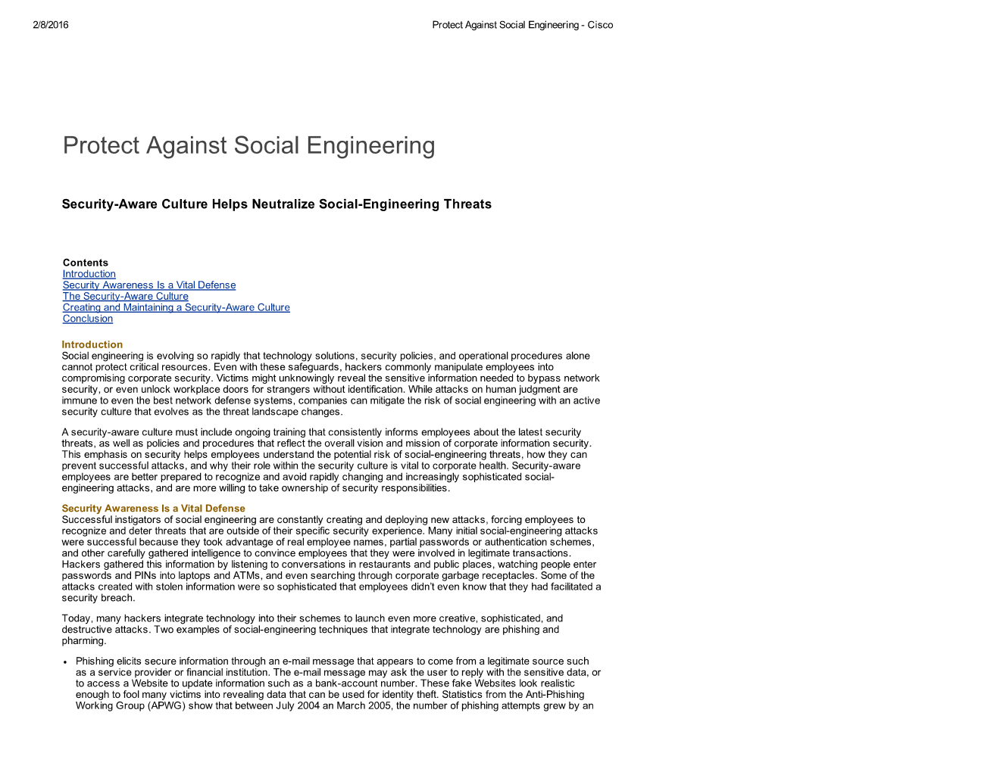 2/8/2016
Protect Against Social Engineering - Cisco
Protect Against Social Engineering
Security-Aware Culture Helps Neutralize Social-Engineering Threats
Contents
Introduction
Security Awareness Is a Vital Defense
The Security-Aware Culture
Creating and Maintaining a Security-Aware Culture
Conclusion
Introduction
Social engineering is evolving so rapidly that technology solutions, security policies, and operational procedures alone
cannot protect critical resources. Even with these safeguards, hackers commonly manipulate employees into
compromising corporate security. Victims might unknowingly reveal the sensitive information needed to bypass network
security, or even unlock workplace doors for strangers without identification. While attacks on human judgment are
immune to even the best network defense systems, companies can mitigate the risk of social engineering with an active
security culture that evolves as the threat landscape changes.
A security-aware culture must include ongoing training that consistently informs employees about the latest security
threats, as well as policies and procedures that reflect the overall vision and mission of corporate information security.
This emphasis on security helps employees understand the potential risk of social-engineering threats, how they can
prevent successful attacks, and why their role within the security culture is vital to corporate health. Security-aware
employees are better prepared to recognize and avoid rapidly changing and increasingly sophisticated social-
engineering attacks, and are more willing to take ownership of security responsibilities.
Security Awareness Is a Vital Defense
Successful instigators of social engineering are constantly creating and deploying new attacks, forcing employees to
recognize and deter threats that are outside of their specific security experience. Many initial social-engineering attacks
were successful because they took advantage of real employee names, partial passwords or authentication schemes,
and other carefully gathered intelligence to convince employees that they were involved in legitimate transactions.
Hackers gathered this information by listening to conversations in restaurants and public places, watching people enter
passwords and PINs into laptops and ATMs, and even searching through corporate garbage receptacles. Some of the
attacks created with stolen information were so sophisticated that employees didn't even know that they had facilitated a
security breach.
Today, many hackers integrate technology into their schemes to launch even more creative, sophisticated, and
destructive attacks. Two examples of social-engineering techniques that integrate technology are phishing and
pharming.
• Phishing elicits secure information through an e-mail message that appears to come from a legitimate source such
as a service provider or financial institution. The e-mail message may ask the user to reply with the sensitive data, or
to access a Website to update information such as a bank-account number. These fake Websites look realistic
enough to fool many victims into revealing data that can be used for identity theft. Statistics from the Anti-Phishing
Working Group (APWG) show that between July 2004 an March 2005, the number of phishing attempts grew by an